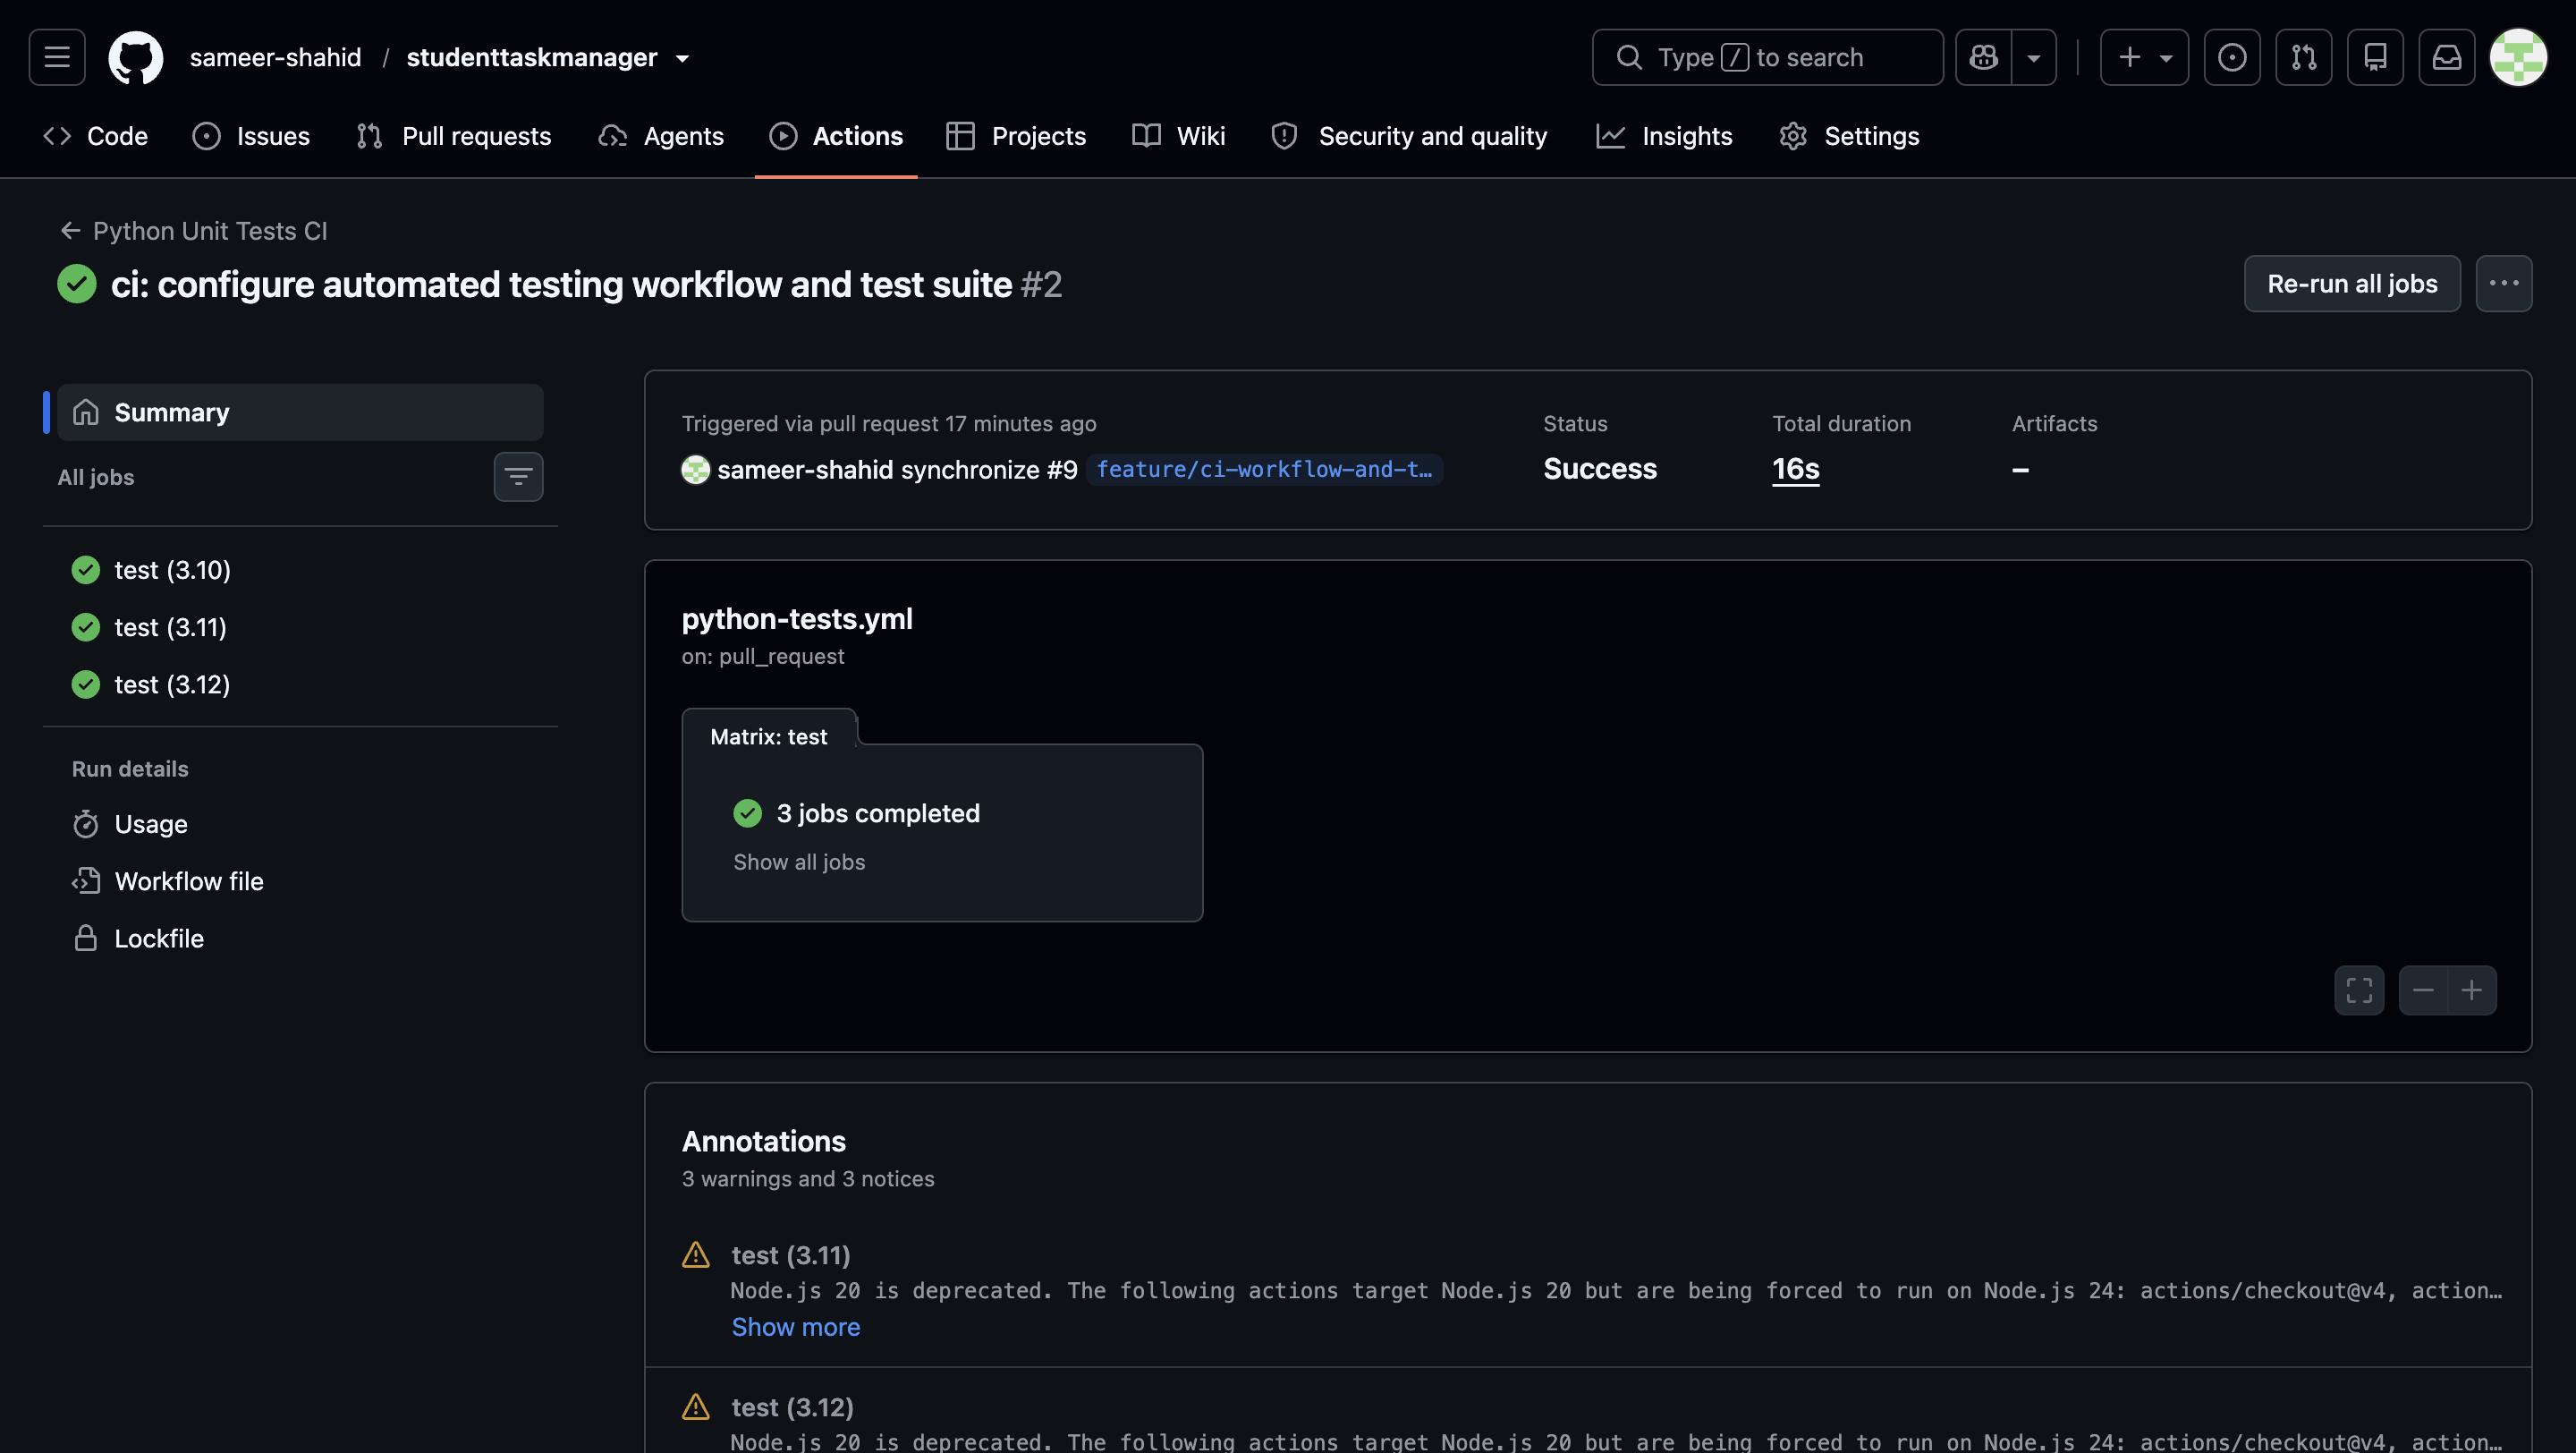 sameer-shahid / studenttaskmanager
Type / to search
Code Issues Pull requests Agents Actions Projects Wiki Security and quality Insights Settings
Python Unit Tests CI
ci: configure automated testing workflow and test suite #2
Re-run all jobs
Summary
All jobs
test (3.10)
test (3.11)
test (3.12)
Run details
Usage
Workflow file
Lockfile
Triggered via pull request 17 minutes ago
sameer-shahid synchronize #9 feature/ci-workflow-and-t…
Status
Success
Total duration
16s
Artifacts
–
python-tests.yml
on: pull_request
Matrix: test
3 jobs completed
Show all jobs
Annotations
3 warnings and 3 notices
test (3.11)
Node.js 20 is deprecated. The following actions target Node.js 20 but are being forced to run on Node.js 24: actions/checkout@v4, action…
Show more
test (3.12)
Node.js 20 is deprecated. The following actions target Node.js 20 but are being forced to run on Node.js 24: actions/checkout@v4, action…